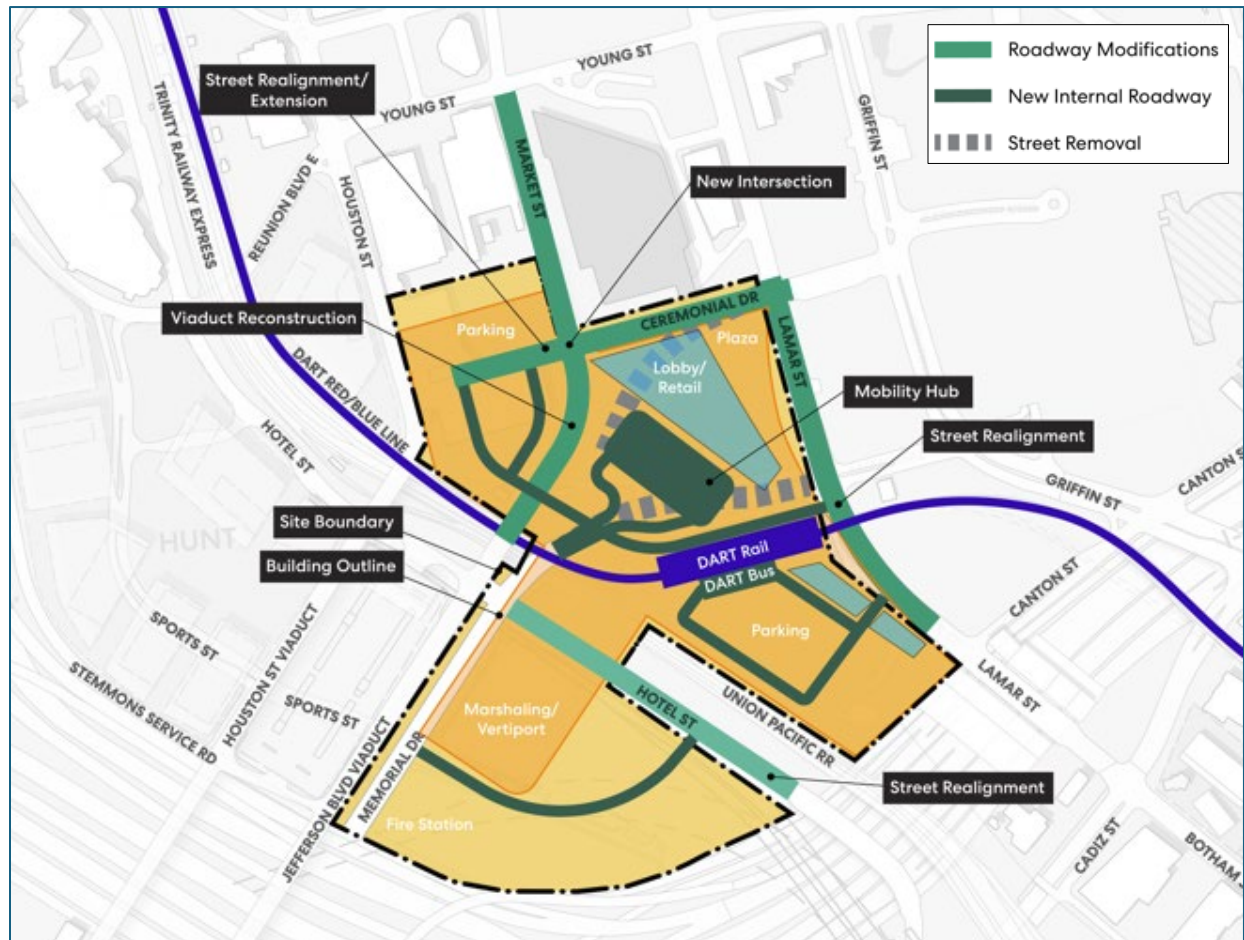 Roadway Modifications
New Internal Roadway
Street Removal
YOUNG ST
YOUNG ST
Street Realignment/
Extension
TRINITY RAILWAY EXPRESS
REUNION BLVD E
HOUSTON ST
MARKET ST
GRIFFIN ST
New Intersection
Viaduct Reconstruction
Parking
CEREMONIAL DR
Plaza
Lobby/
Retail
LAMAR ST
DART RED/BLUE LINE
HOTEL ST
Mobility Hub
Street Realignment
GRIFFIN ST
CANTON S
Site Boundary
HUNT
Building Outline
DART Rail
DART Bus
CANTON ST
Parking
SPORTS ST
STEMMONS SERVICE RD
HOUSTON ST VIADUCT
SPORTS ST
Marshaling/
Vertiport
HOTEL ST
UNION PACIFIC RR
LAMAR ST
JEFFERSON BLVD VIADUCT
MEMORIAL DR
Street Realignment
Fire Station
CADIZ ST
BOTHAM